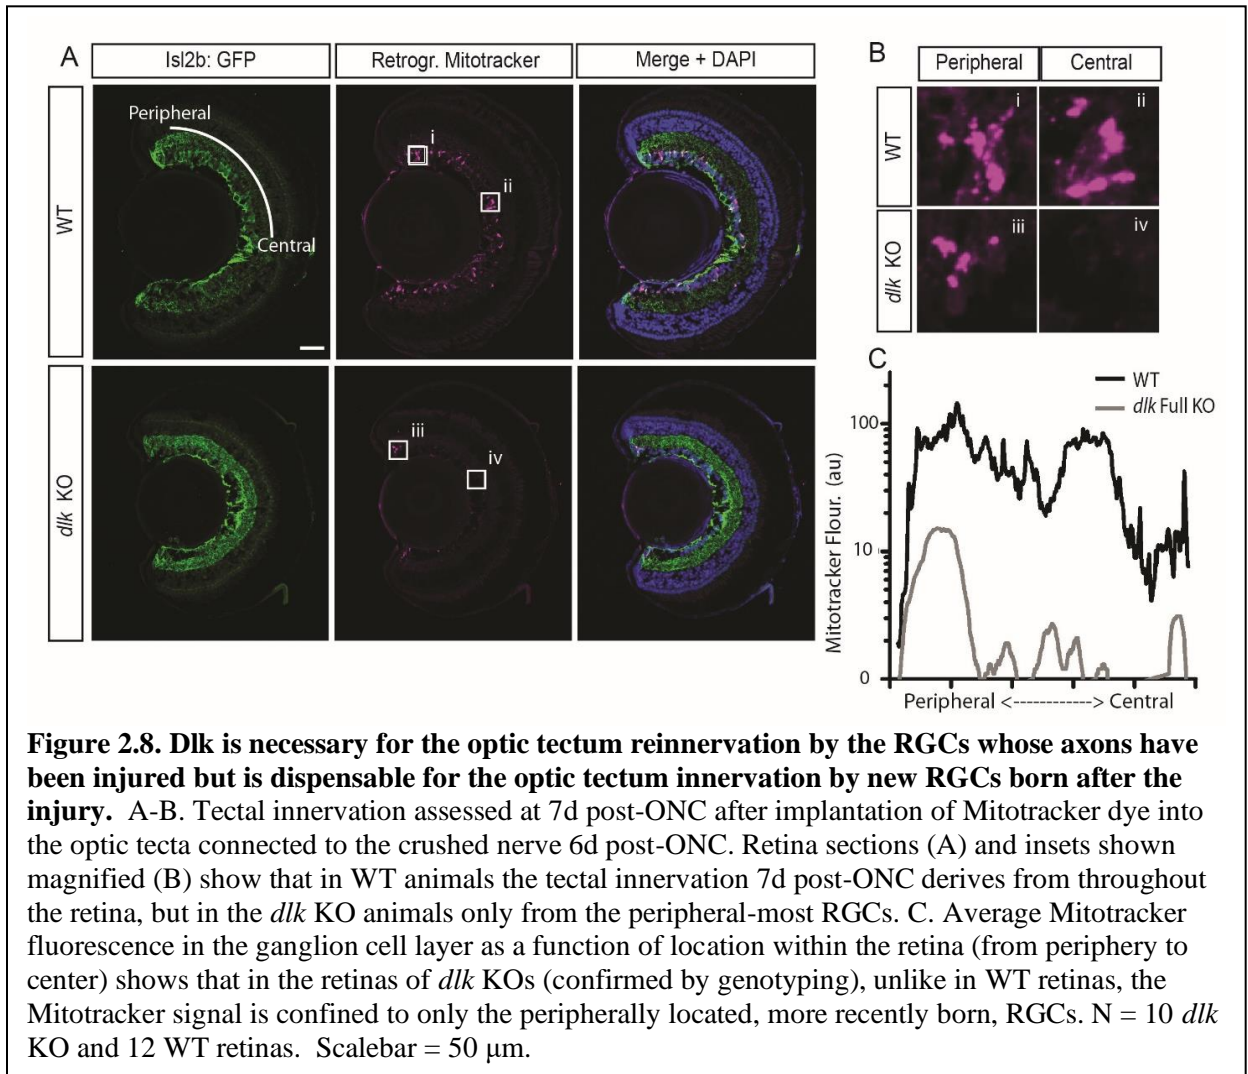 A
Isl2b: GFP
Retrogr. Mitotracker
Merge + DAPI
WT
Peripheral
Central
i
ii
dlk KO
iii
iv
B
Peripheral
Central
WT
i
ii
dlk KO
iii
iv
C
WT
dlk Full KO
Mitotracker Flour. (au)
100
10
0
Peripheral <------------> Central
Figure 2.8. Dlk is necessary for the optic tectum reinnervation by the RGCs whose axons have
been injured but is dispensable for the optic tectum innervation by new RGCs born after the
injury. A-B. Tectal innervation assessed at 7d post-ONC after implantation of Mitotracker dye into
the optic tecta connected to the crushed nerve 6d post-ONC. Retina sections (A) and insets shown
magnified (B) show that in WT animals the tectal innervation 7d post-ONC derives from throughout
the retina, but in the dlk KO animals only from the peripheral-most RGCs. C. Average Mitotracker
fluorescence in the ganglion cell layer as a function of location within the retina (from periphery to
center) shows that in the retinas of dlk KOs (confirmed by genotyping), unlike in WT retinas, the
Mitotracker signal is confined to only the peripherally located, more recently born, RGCs. N = 10 dlk
KO and 12 WT retinas. Scalebar = 50 μm.